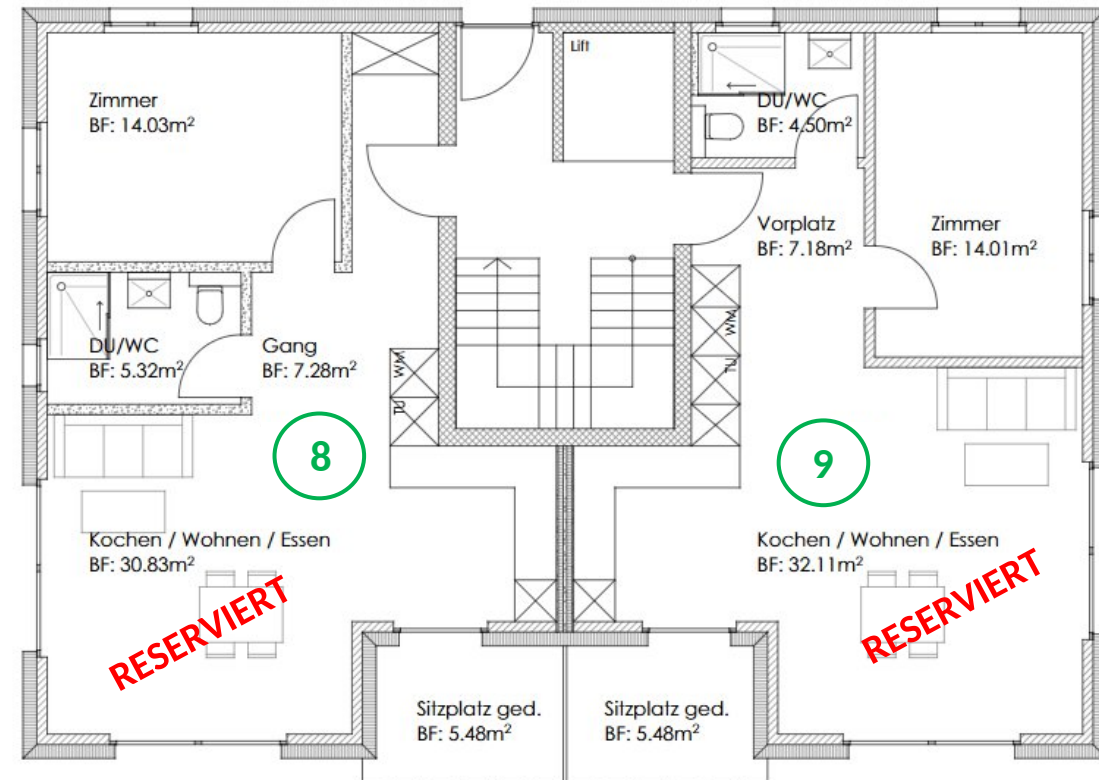 Lift
Zimmer
BF: 14.03m²
DU/WC
BF: 4.50m²
Vorplatz
BF: 7.18m²
Zimmer
BF: 14.01m²
DU/WC
BF: 5.32m²
Gang
BF: 7.28m²
WM
TU
WM
TU
8
9
Kochen / Wohnen / Essen
BF: 30.83m²
Kochen / Wohnen / Essen
BF: 32.11m²
RESERVIERT
RESERVIERT
Sitzplatz ged.
BF: 5.48m²
Sitzplatz ged.
BF: 5.48m²